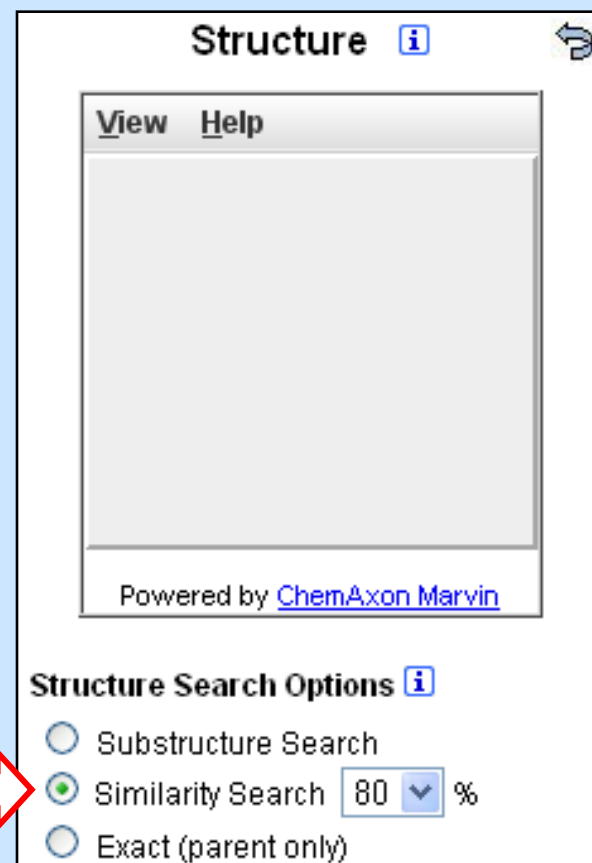 Structure i
View Help
Powered by ChemAxon Marvin
Structure Search Options i
Substructure Search
Similarity Search 80 %
Exact (parent only)